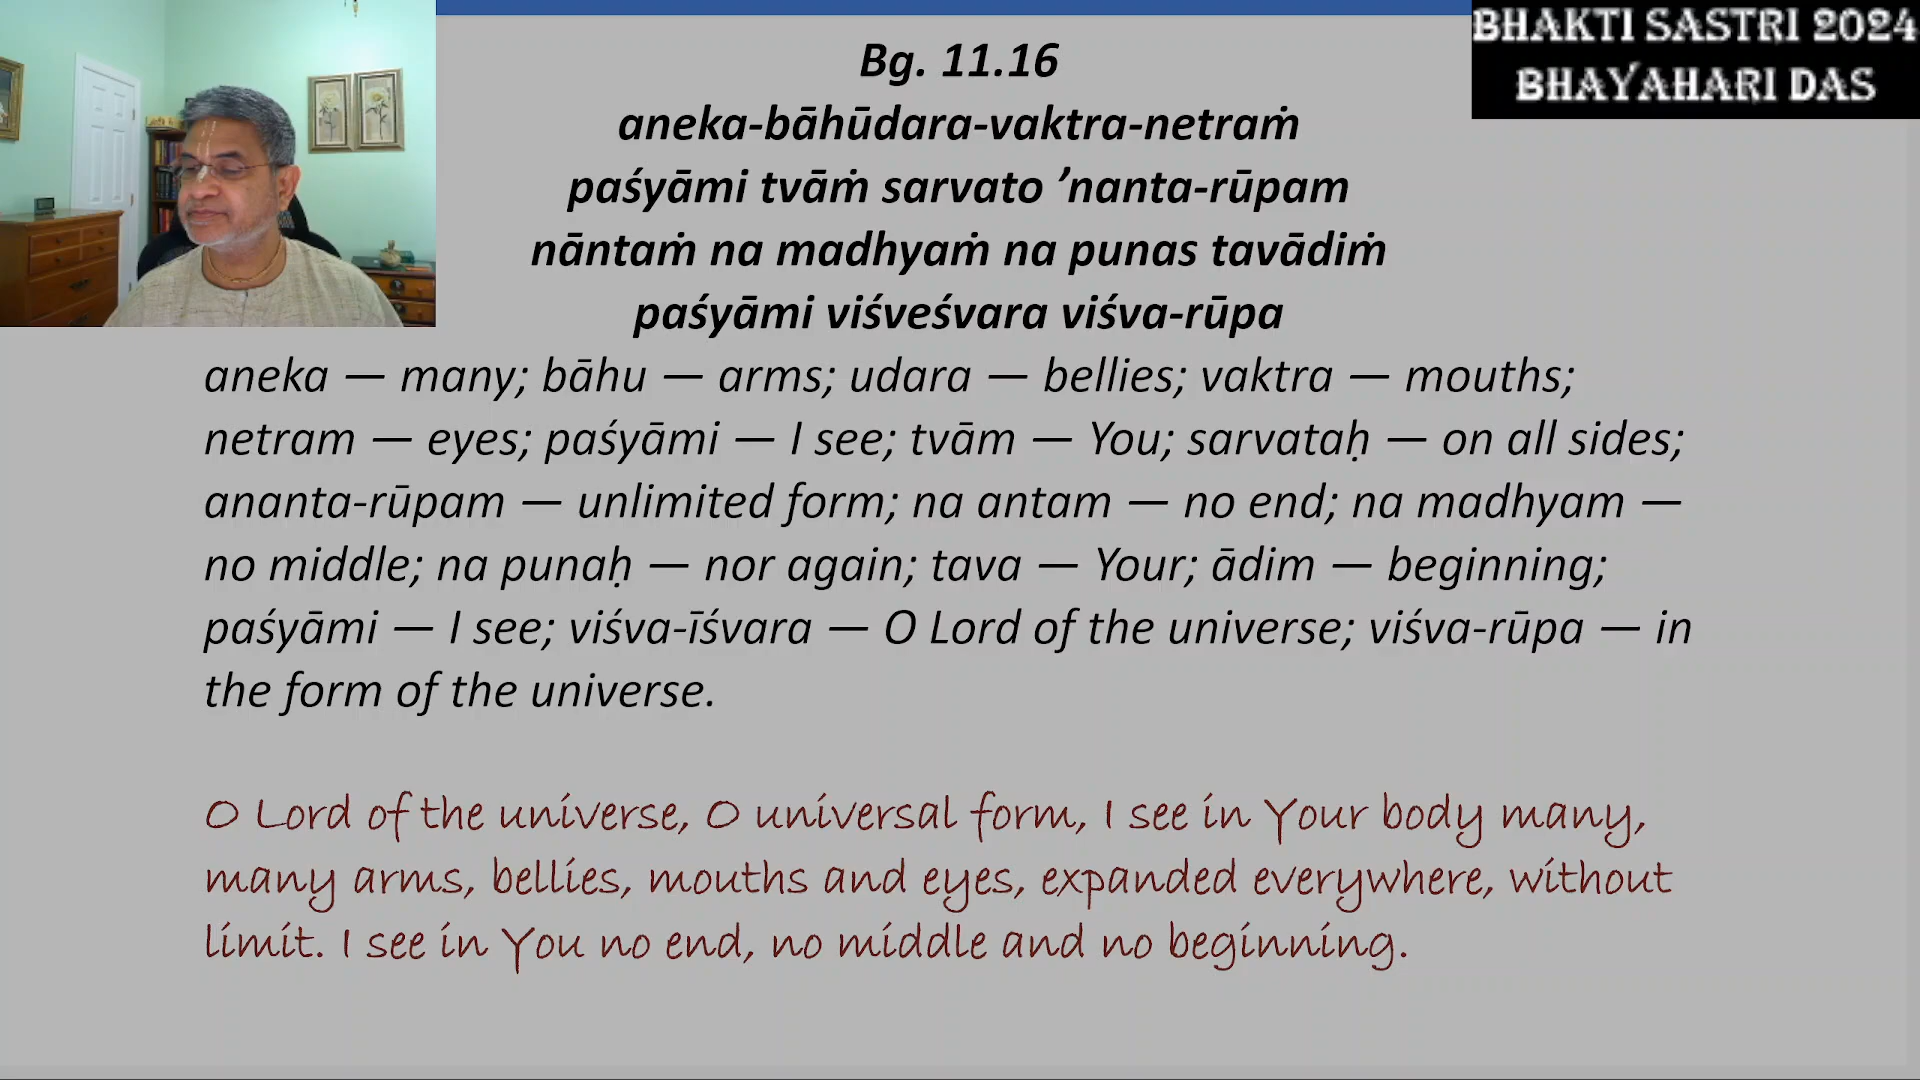 BHAKTI SASTRI 2024
BHAYAHARI DAS
Bg. 11.16
aneka-bāhūdara-vaktra-netraṁ
paśyāmi tvāṁ sarvato ’nanta-rūpam
nāntaṁ na madhyaṁ na punas tavādiṁ
paśyāmi viśveśvara viśva-rūpa
aneka — many; bāhu — arms; udara — bellies; vaktra — mouths;
netram — eyes; paśyāmi — I see; tvām — You; sarvataḥ — on all sides;
ananta-rūpam — unlimited form; na antam — no end; na madhyam —
no middle; na punaḥ — nor again; tava — Your; ādim — beginning;
paśyāmi — I see; viśva-īśvara — O Lord of the universe; viśva-rūpa — in
the form of the universe.
O Lord of the universe, O universal form, I see in Your body many,
many arms, bellies, mouths and eyes, expanded everywhere, without
limit. I see in You no end, no middle and no beginning.